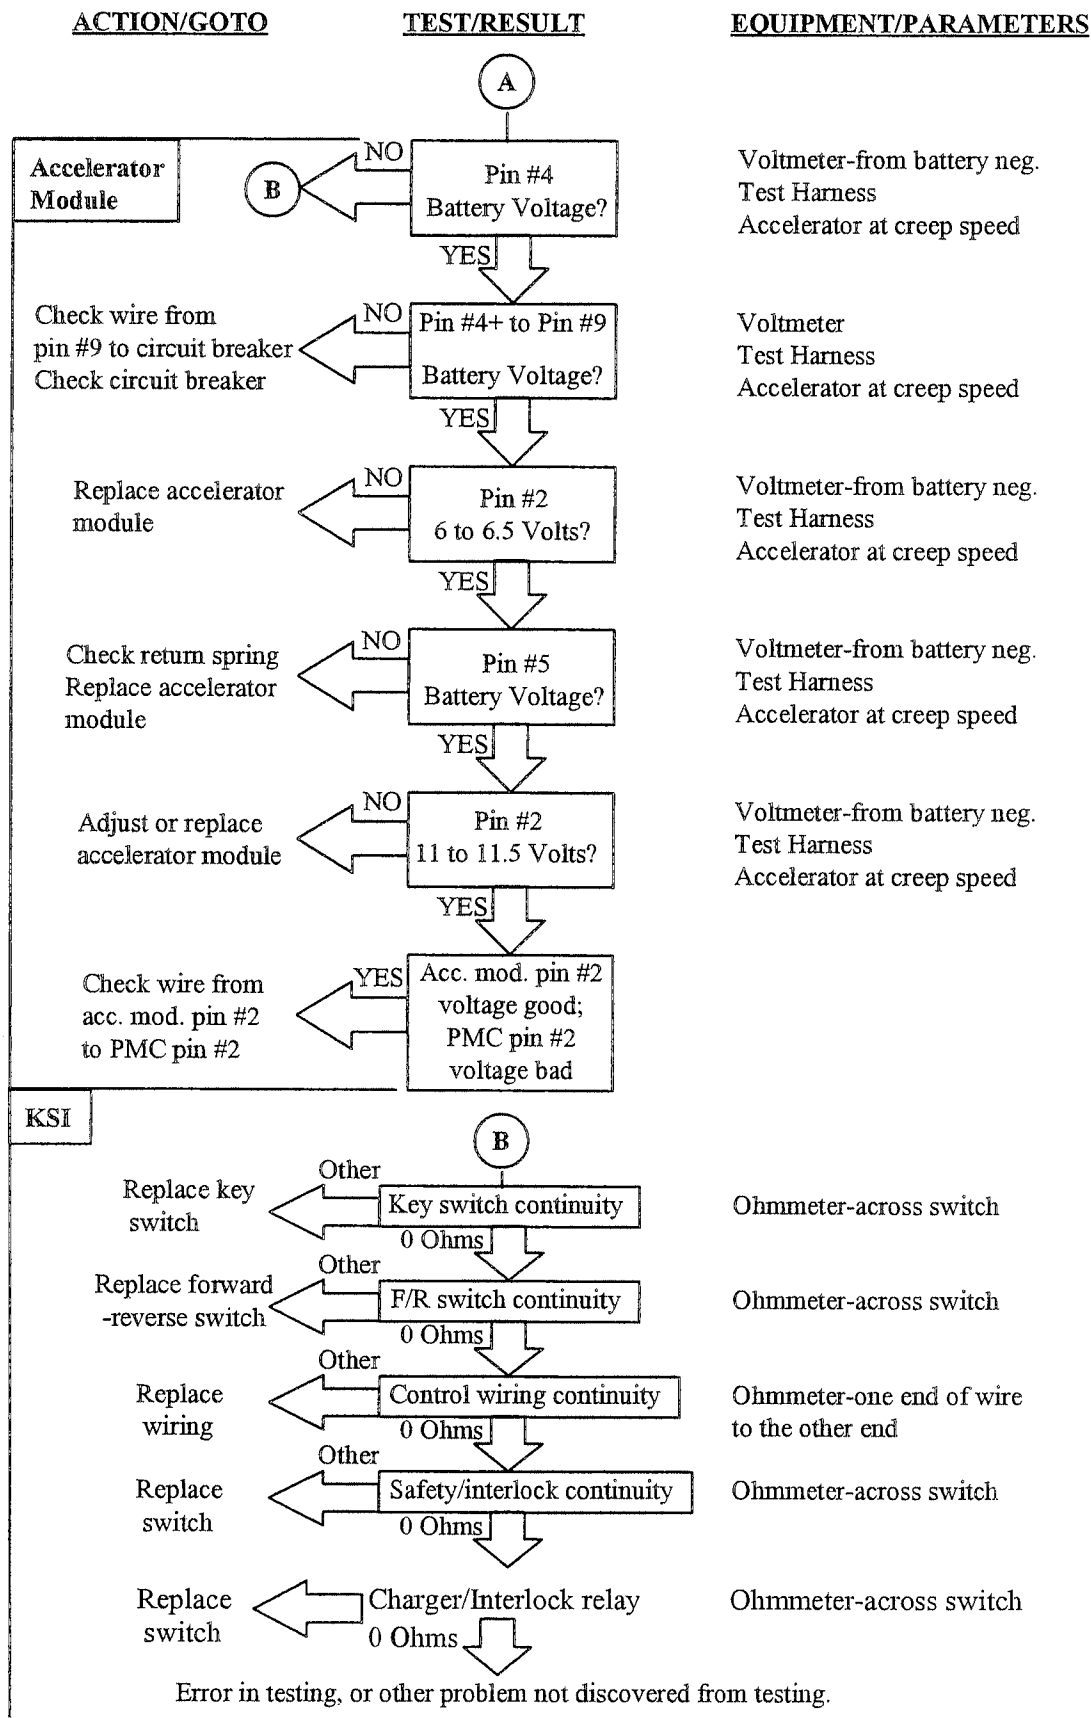 ACTION/GOTO
TEST/RESULT
EQUIPMENT/PARAMETERS
A
Accelerator
Module
B
NO
Pin #4
Battery Voltage?
Voltmeter-from battery neg.
Test Harness
Accelerator at creep speed
YES
Check wire from
pin #9 to circuit breaker
Check circuit breaker
NO
Pin #4+ to Pin #9
Battery Voltage?
Voltmeter
Test Harness
Accelerator at creep speed
YES
Replace accelerator
module
NO
Pin #2
6 to 6.5 Volts?
Voltmeter-from battery neg.
Test Harness
Accelerator at creep speed
YES
Check return spring
Replace accelerator
module
NO
Pin #5
Battery Voltage?
Voltmeter-from battery neg.
Test Harness
Accelerator at creep speed
YES
Adjust or replace
accelerator module
NO
Pin #2
11 to 11.5 Volts?
Voltmeter-from battery neg.
Test Harness
Accelerator at creep speed
YES
Check wire from
acc. mod. pin #2
to PMC pin #2
YES
Acc. mod. pin #2
voltage good;
PMC pin #2
voltage bad
KSI
B
Replace key
switch
Other
Key switch continuity
Ohmmeter-across switch
0 Ohms
Replace forward
-reverse switch
Other
F/R switch continuity
Ohmmeter-across switch
0 Ohms
Replace
wiring
Other
Control wiring continuity
Ohmmeter-one end of wire
to the other end
0 Ohms
Replace
switch
Other
Safety/interlock continuity
Ohmmeter-across switch
0 Ohms
Replace
switch
Charger/Interlock relay
Ohmmeter-across switch
0 Ohms
Error in testing, or other problem not discovered from testing.